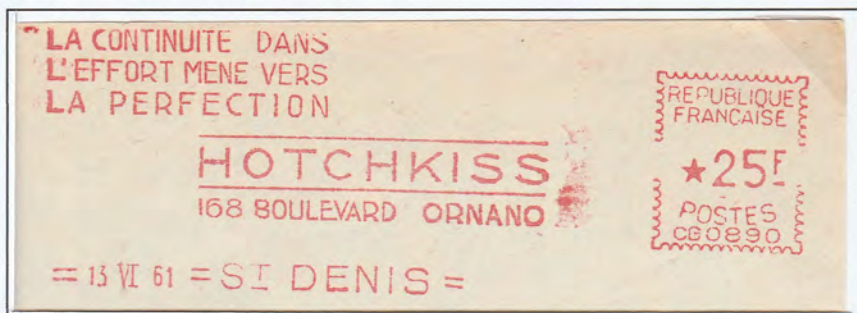 LA CONTINUITE DANS
L'EFFORT MENE VERS
LA PERFECTION
HOTCHKISS
168 BOULEVARD ORNANO
= 13 VI 61 = ST DENIS =
REPUBLIQUE
FRANCAISE
★25F
POSTES
CG0890